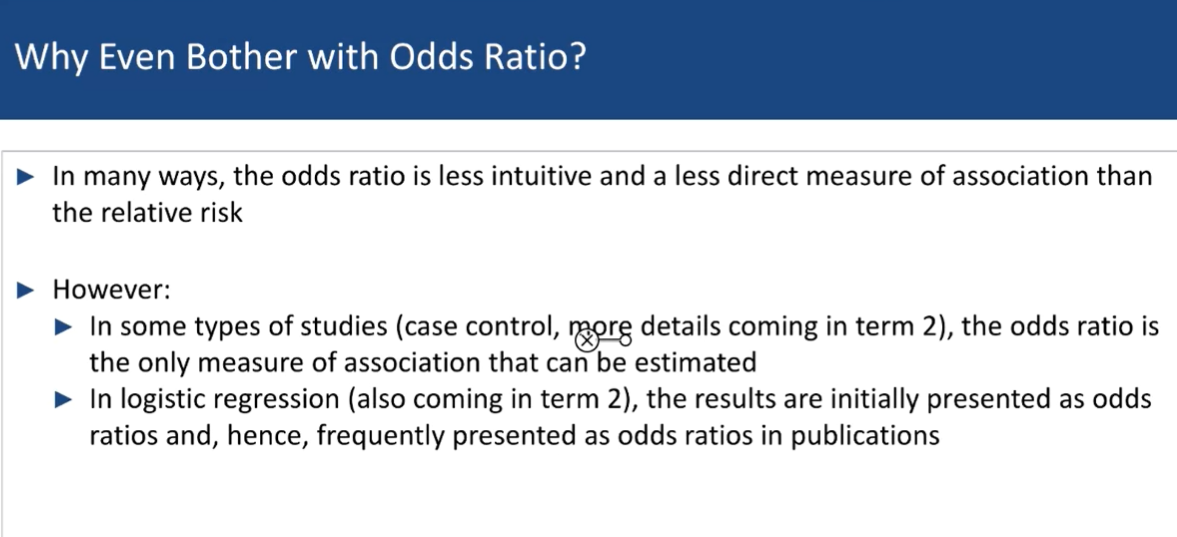 Why Even Bother with Odds Ratio?
In many ways, the odds ratio is less intuitive and a less direct measure of association than
the relative risk
However:
In some types of studies (case control, more details coming in term 2), the odds ratio is
the only measure of association that can be estimated
In logistic regression (also coming in term 2), the results are initially presented as odds
ratios and, hence, frequently presented as odds ratios in publications